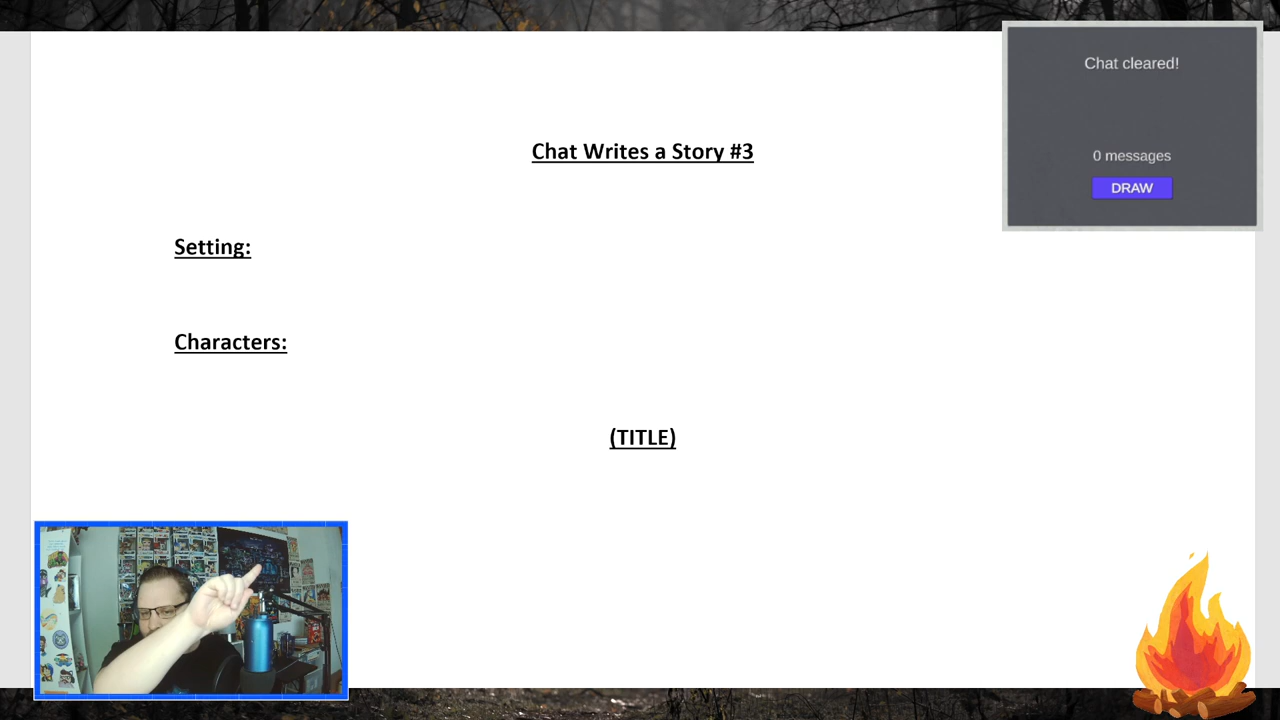 Chat cleared!
Chat Writes a Story #3
0 messages
DRAW
Setting:
Characters:
(TITLE)